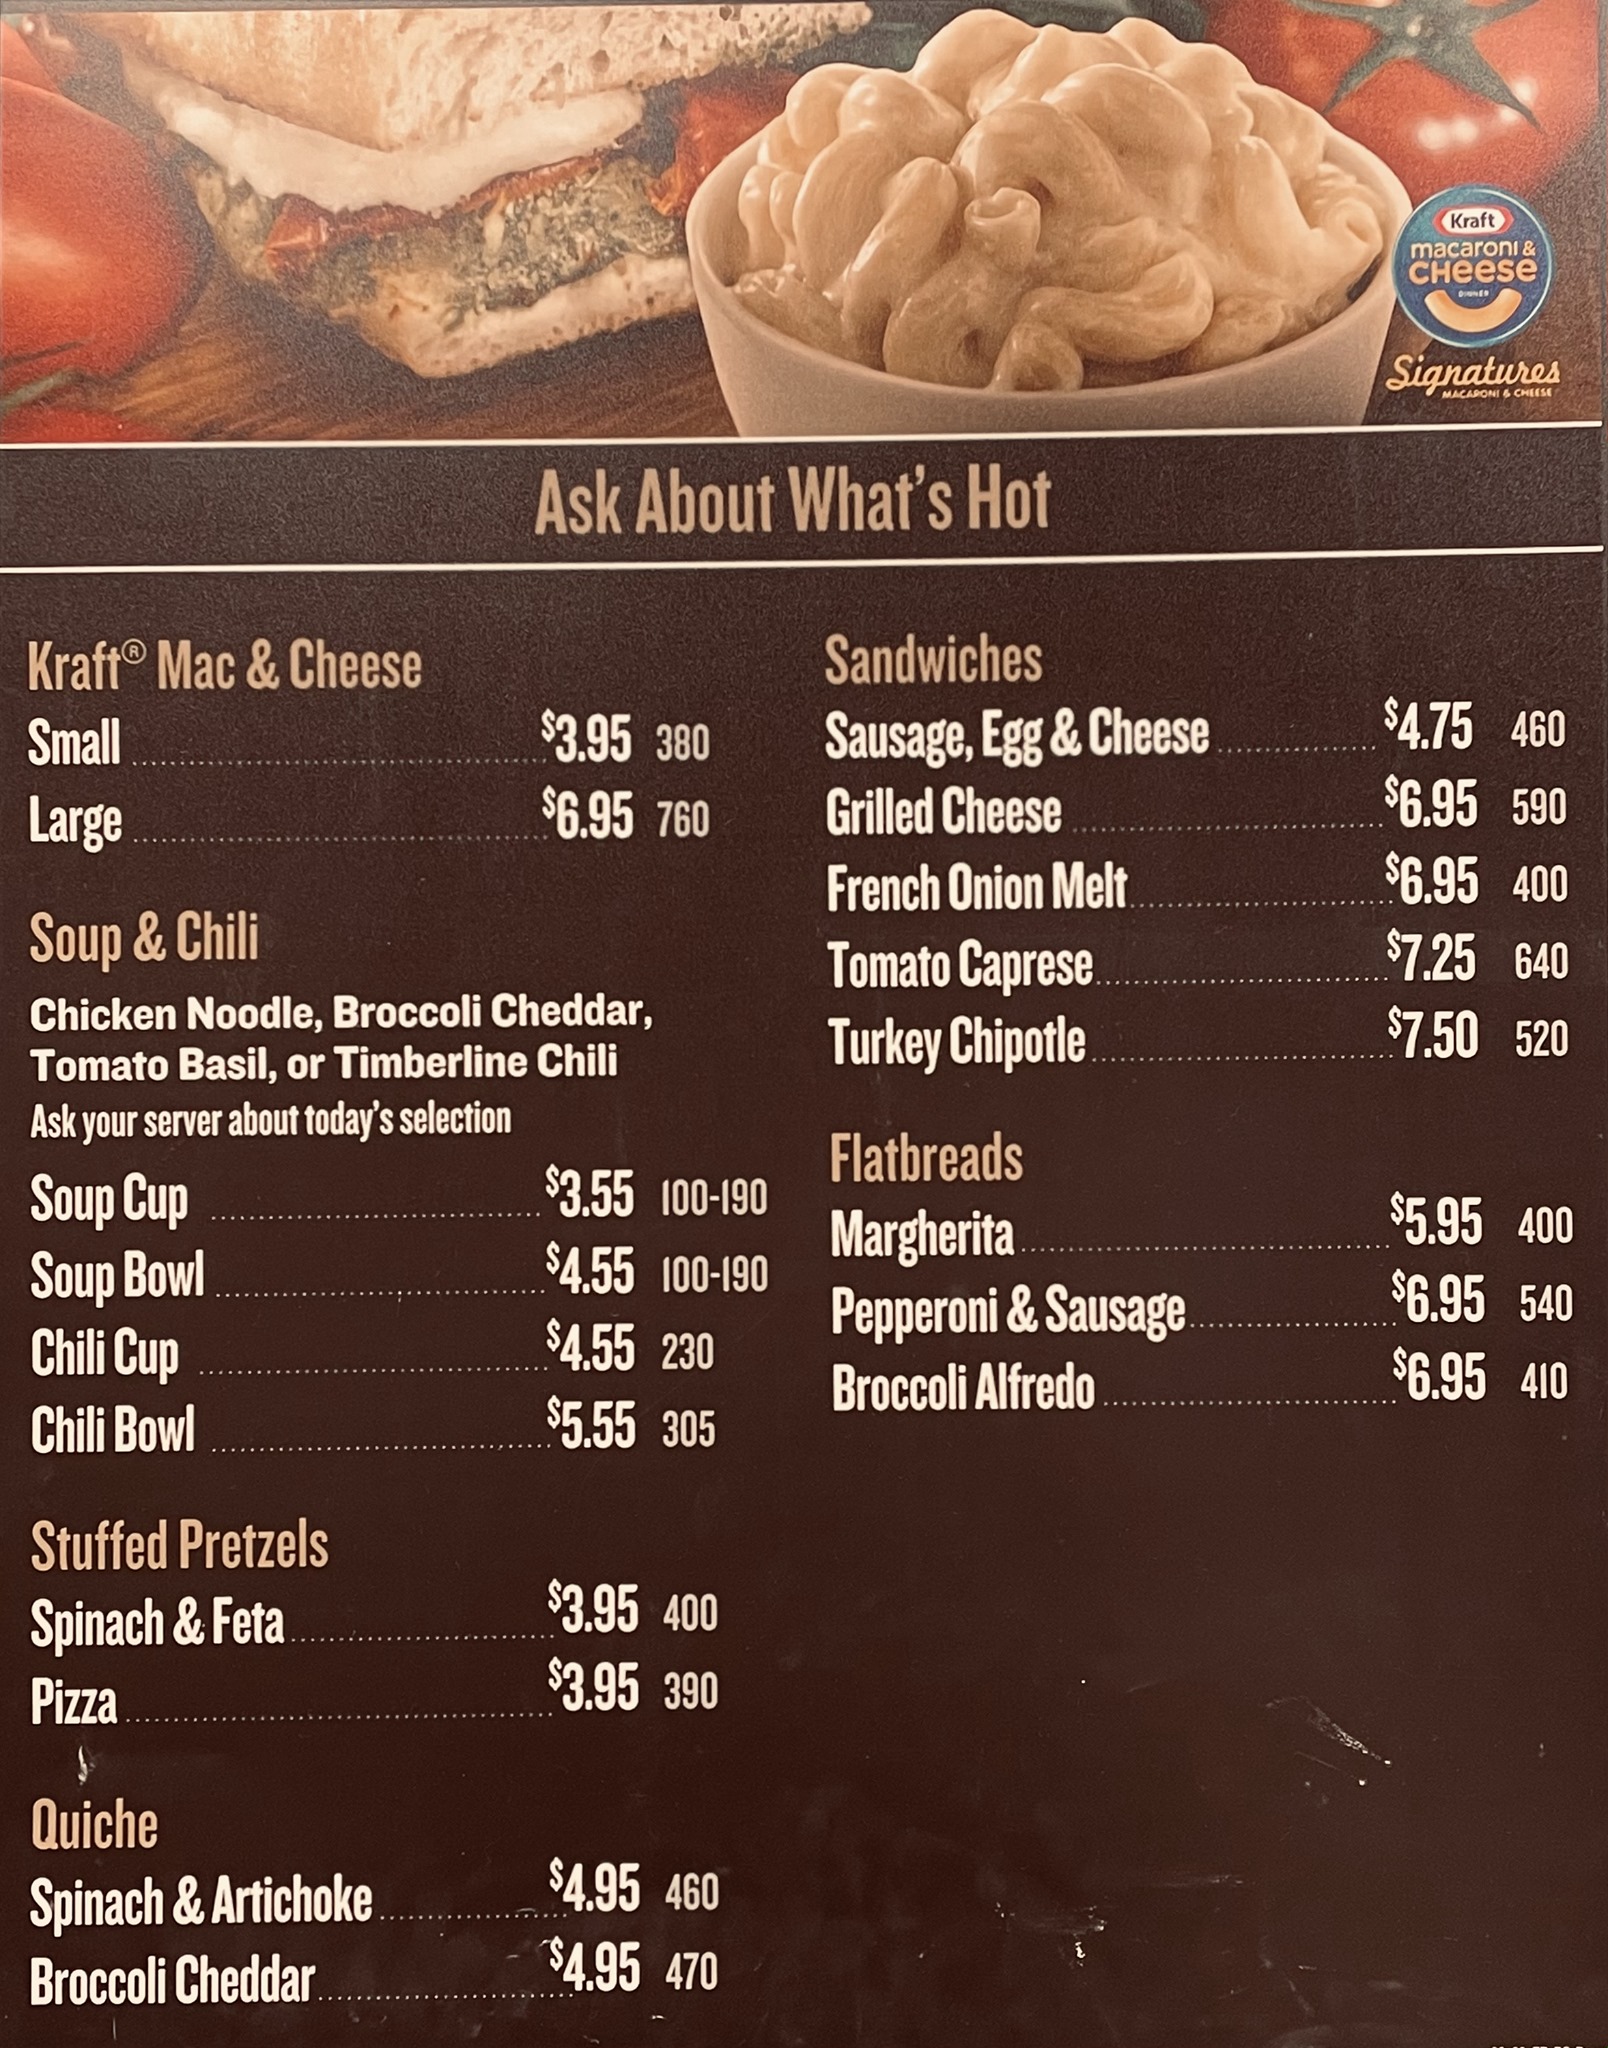 Kraft
macaroni &
CHeese
DINNER
Signatures
MACARONI & CHEESE
Ask About What's Hot
Kraft® Mac & Cheese
Small $3.95 380
Large $6.95 760
Soup & Chili
Chicken Noodle, Broccoli Cheddar,
Tomato Basil, or Timberline Chili
Ask your server about today's selection
Soup Cup $3.55 100-190
Soup Bowl $4.55 100-190
Chili Cup $4.55 230
Chili Bowl $5.55 305
Stuffed Pretzels
Spinach & Feta $3.95 400
Pizza $3.95 390
Quiche
Spinach & Artichoke $4.95 460
Broccoli Cheddar $4.95 470
Sandwiches
Sausage, Egg & Cheese $4.75 460
Grilled Cheese $6.95 590
French Onion Melt $6.95 400
Tomato Caprese $7.25 640
Turkey Chipotle $7.50 520
Flatbreads
Margherita $5.95 400
Pepperoni & Sausage $6.95 540
Broccoli Alfredo $6.95 410